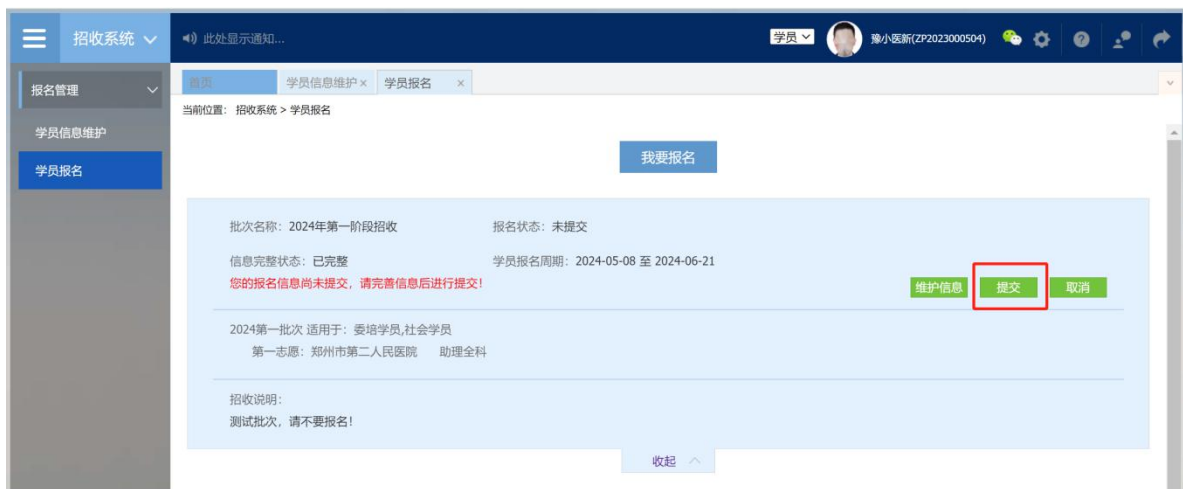 招收系统
此处显示通知...
学员
豫小医新(ZP2023000504)
报名管理
首页
学员信息维护 ×
学员报名 ×
当前位置： 招收系统 > 学员报名
学员信息维护
学员报名
我要报名
批次名称：2024年第一阶段招收
报名状态：未提交
信息完整状态：已完整
学员报名周期：2024-05-08 至 2024-06-21
您的报名信息尚未提交，请完善信息后进行提交！
维护信息
提交
取消
2024第一批次 适用于：委培学员,社会学员
第一志愿：郑州市第二人民医院 助理全科
招收说明：
测试批次，请不要报名！
收起